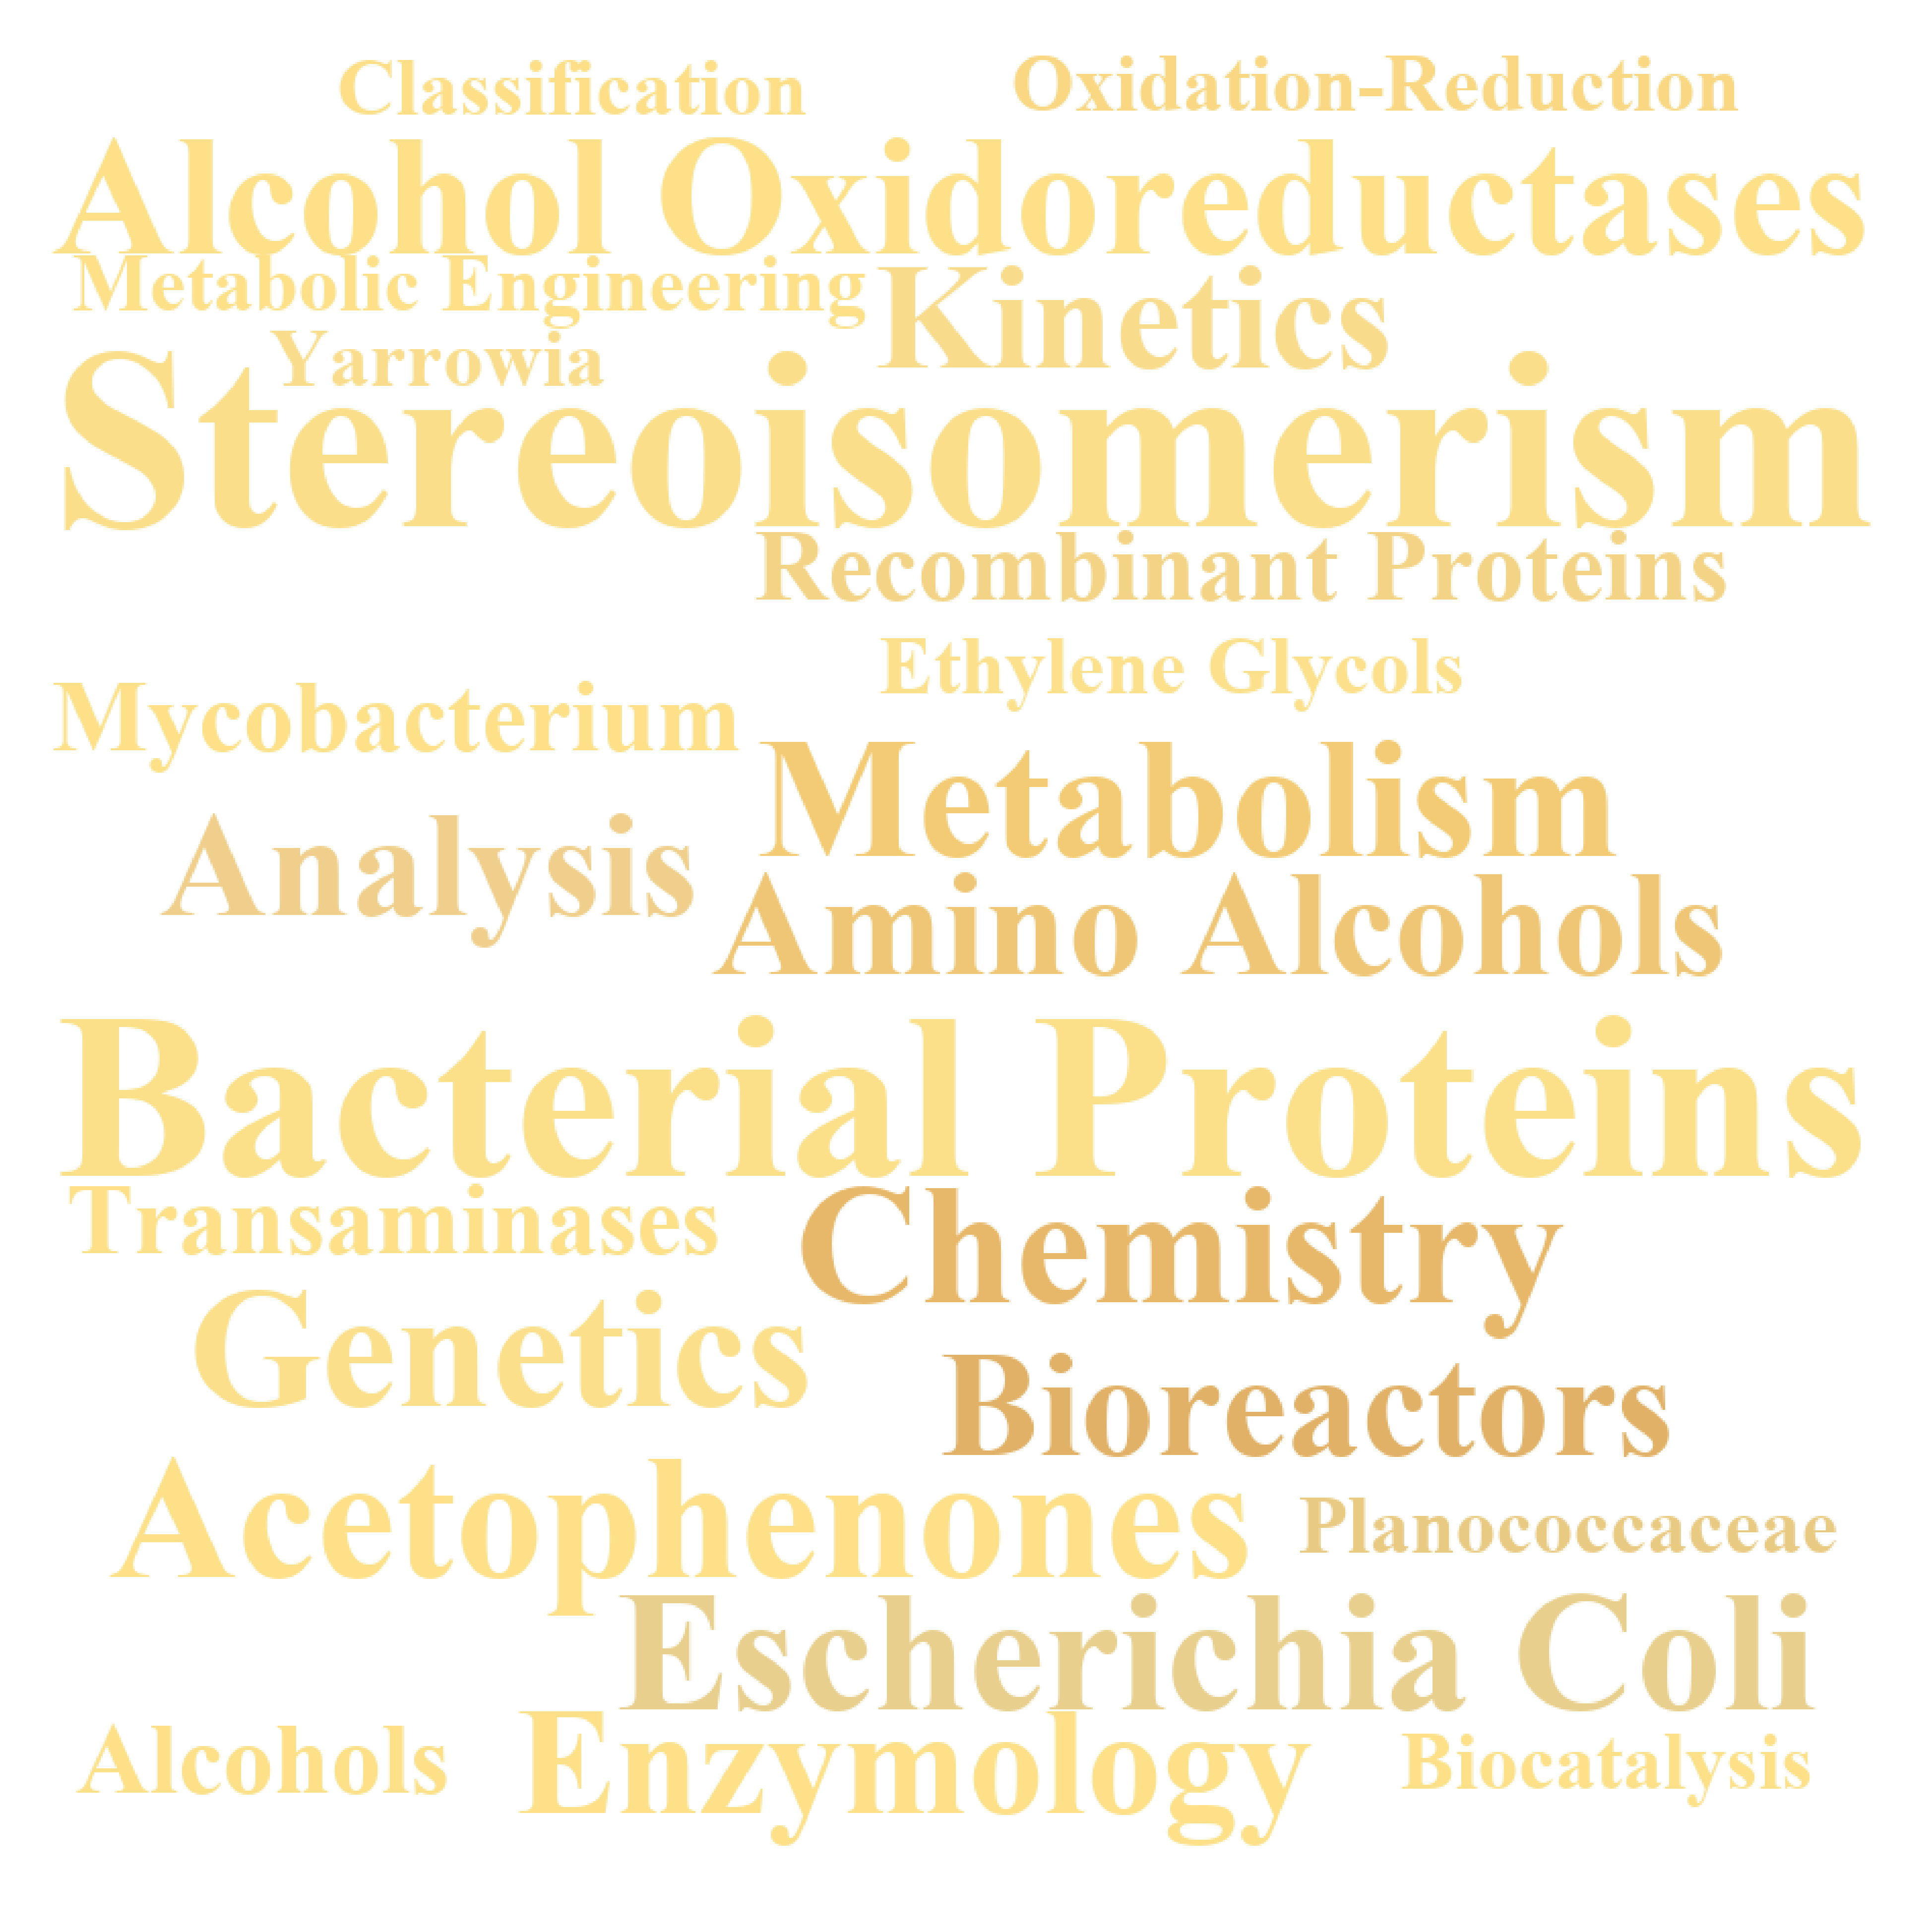 Classification
Oxidation-Reduction
Alcohol Oxidoreductases
Metabolic Engineering
Kinetics
Yarrowia
Stereoisomerism
Recombinant Proteins
Ethylene Glycols
Mycobacterium
Metabolism
Analysis
Amino Alcohols
Bacterial Proteins
Transaminases
Chemistry
Genetics
Bioreactors
Acetophenones
Planococcaceae
Escherichia Coli
Alcohols
Enzymology
Biocatalysis